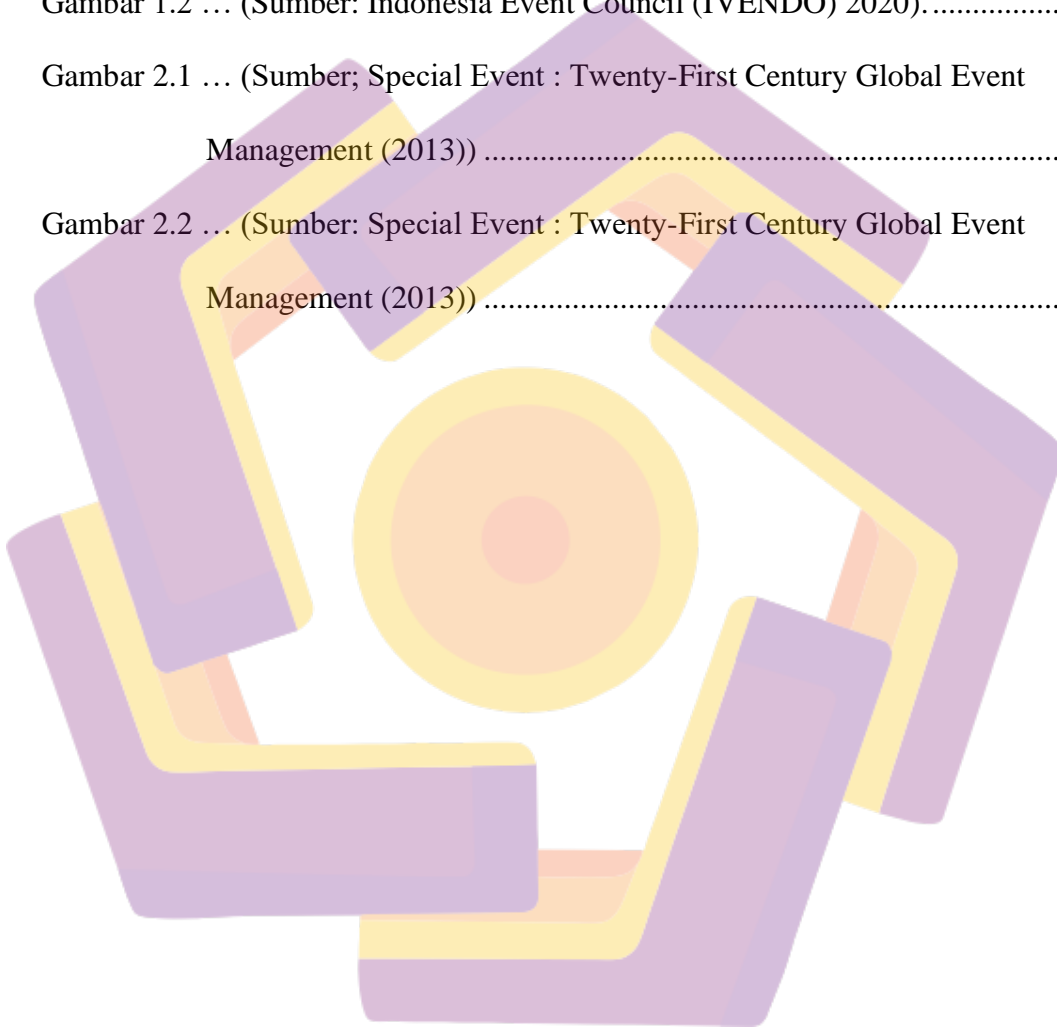 Gambar 1.2 … (Sumber: Indonesia Event Council (IVENDO) 2020). ................
Gambar 2.1 … (Sumber; Special Event : Twenty-First Century Global Event
Management (2013)) .........................................................................
Gambar 2.2 … (Sumber: Special Event : Twenty-First Century Global Event
Management (2013)) .........................................................................